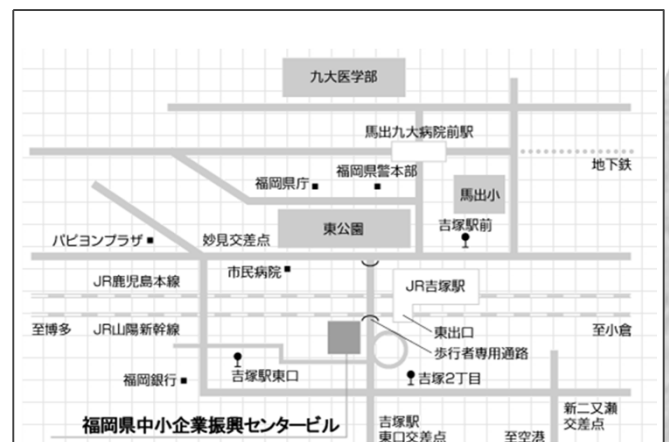 九大医学部
馬出九大病院前駅
地下鉄
福岡県警本部
福岡県庁
馬出小
東公園
吉塚駅前
パピヨンプラザ
妙見交差点
市民病院
JR鹿児島本線
JR吉塚駅
至博多
JR山陽新幹線
東出口
至小倉
歩行者専用通路
吉塚駅東口
福岡銀行
吉塚2丁目
福岡県中小企業振興センタービル
吉塚駅
東口交差点
至空港
新二又瀬
交差点